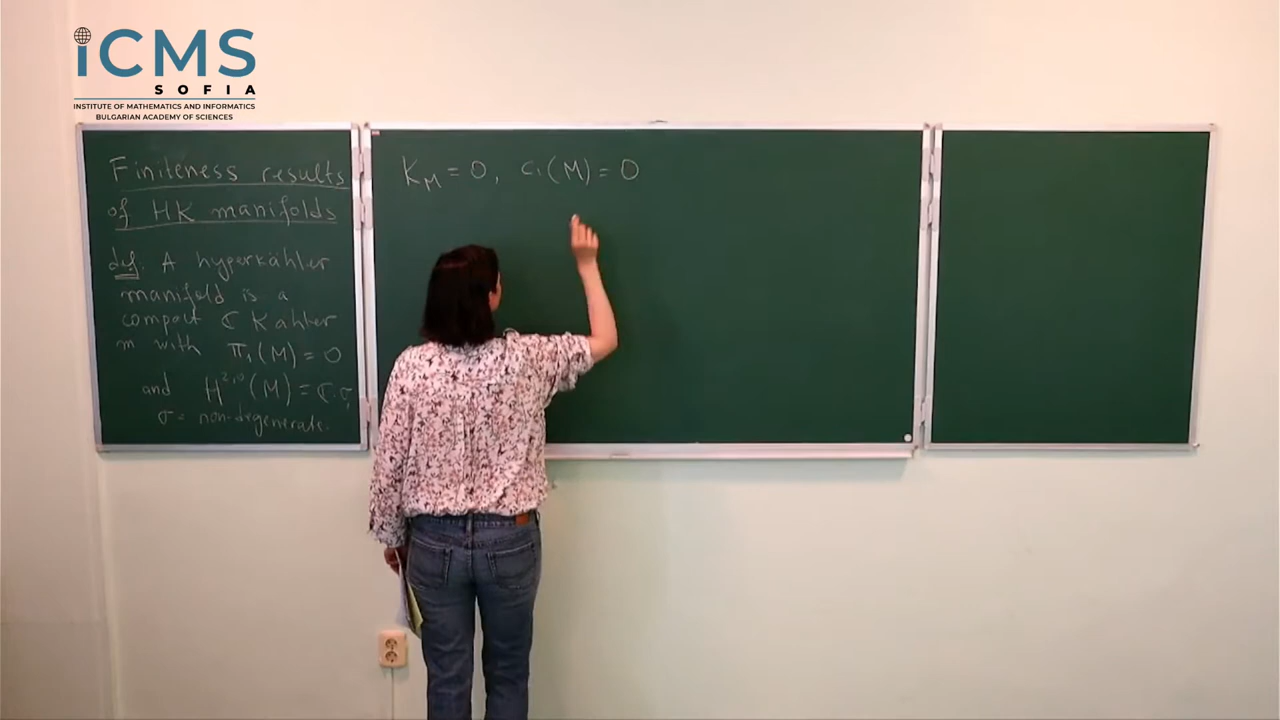 iCMS
SOFIA
INSTITUTE OF MATHEMATICS AND INFORMATICS
BULGARIAN ACADEMY OF SCIENCES
Finiteness results
of HK manifolds
def. A hyperkähler
manifold is a
compact ℂ Kähler
m with π₁(M) = 0
and H²,⁰(M) = ℂ·σ,
σ = non-degenerate.
K_M = 0, c₁(M) = 0